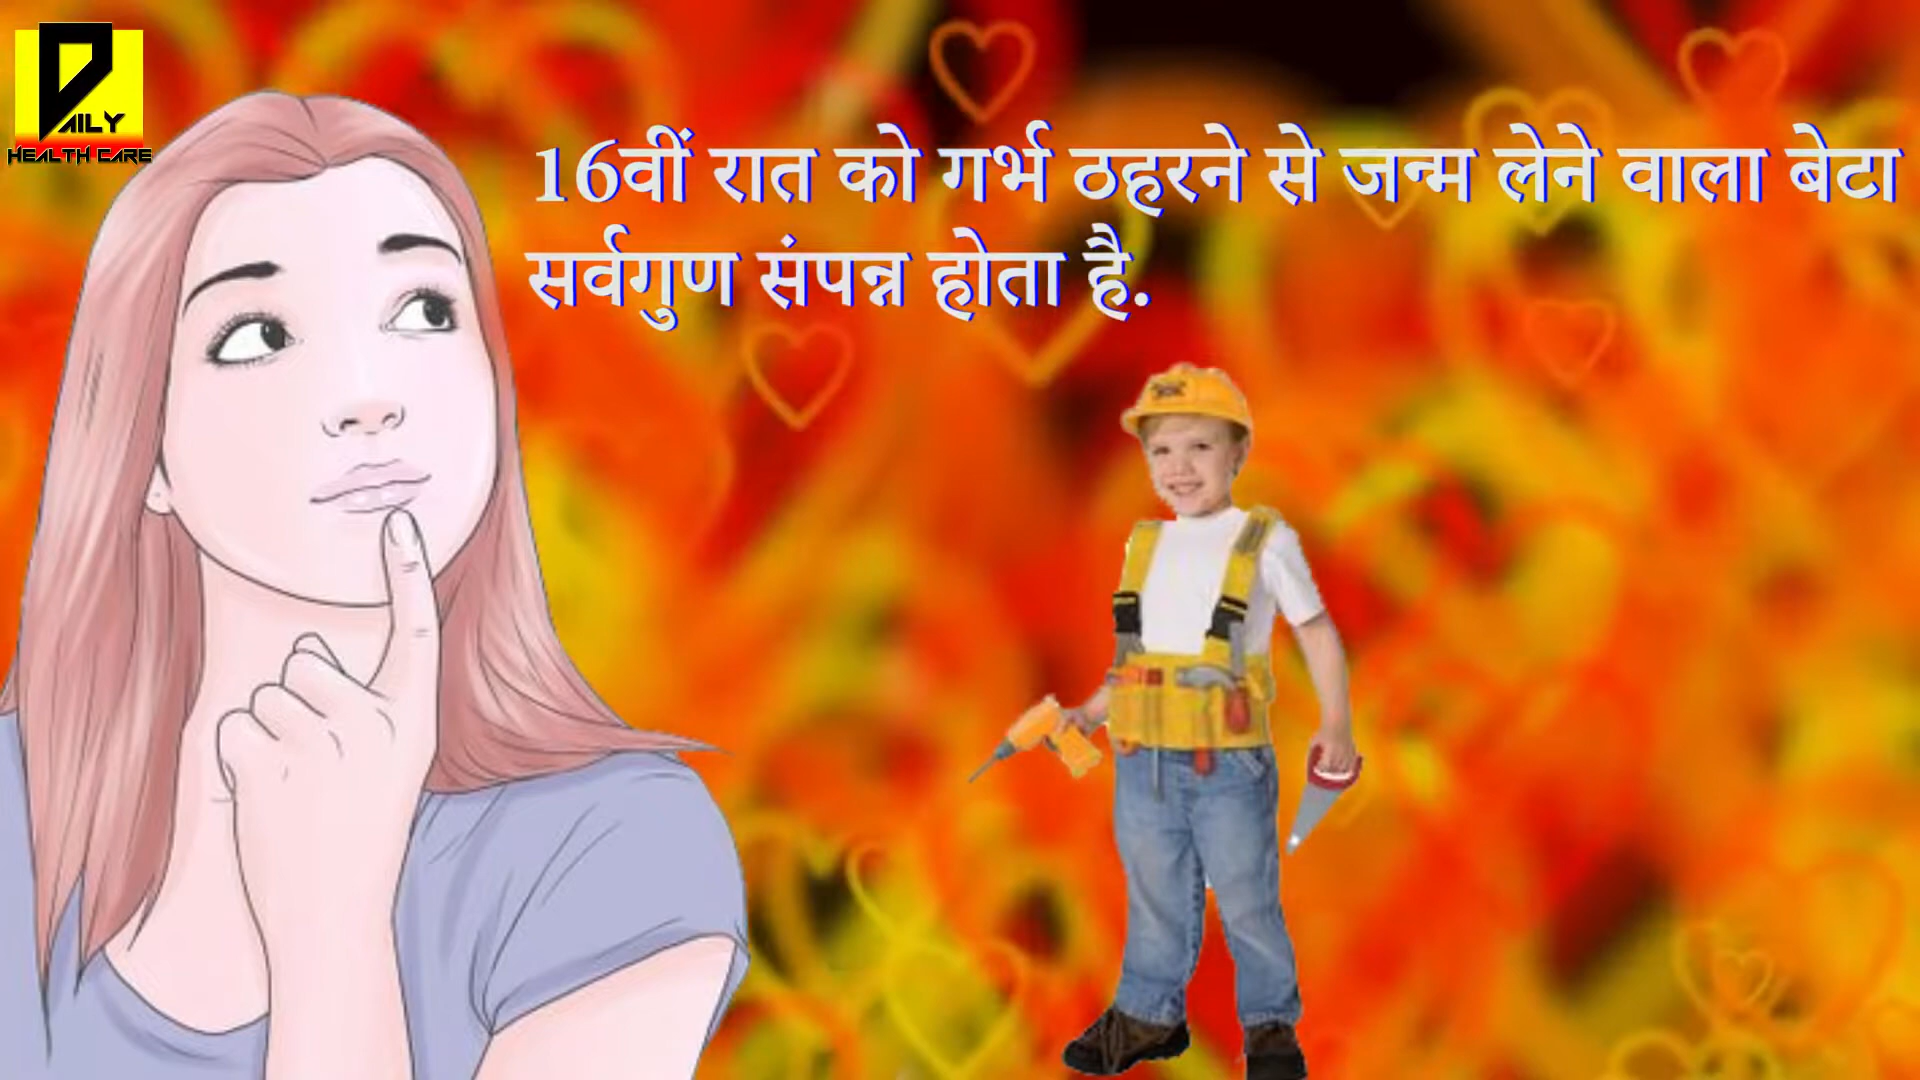 DAILY
HEALTH CARE
16वीं रात को गर्भ ठहरने से जन्म लेने वाला बेटा
सर्वगुण संपन्न होता है.